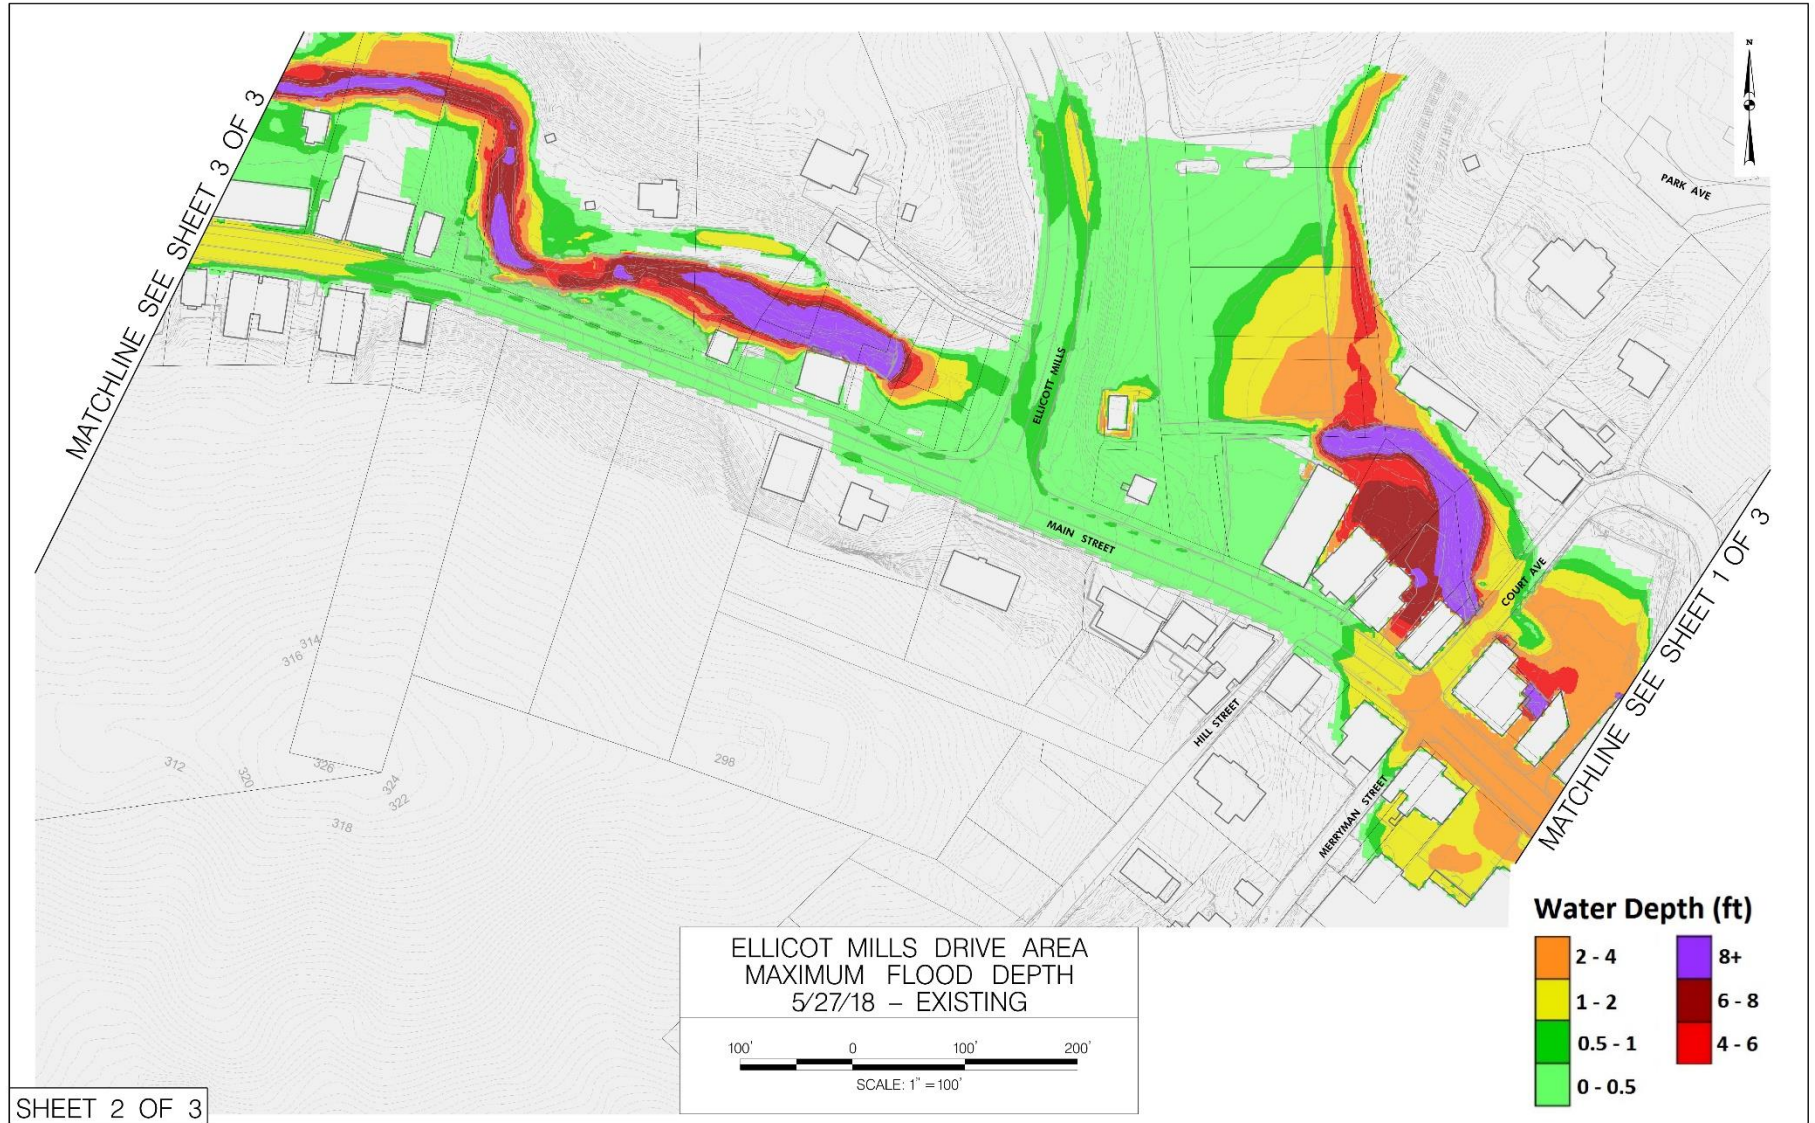 N
MATCHLINE SEE SHEET 3 OF 3
PARK AVE
ELLICOTT MILLS
MAIN STREET
COURT AVE
HILL STREET
MERRYMAN STREET
MATCHLINE SEE SHEET 1 OF 3
314
316
312
320
326
324
322
318
298
Water Depth (ft)
2 - 4
8+
1 - 2
6 - 8
0.5 - 1
4 - 6
0 - 0.5
ELLICOT MILLS DRIVE AREA
MAXIMUM FLOOD DEPTH
5/27/18 - EXISTING
100' 0 100' 200'
SCALE: 1" = 100'
SHEET 2 OF 3